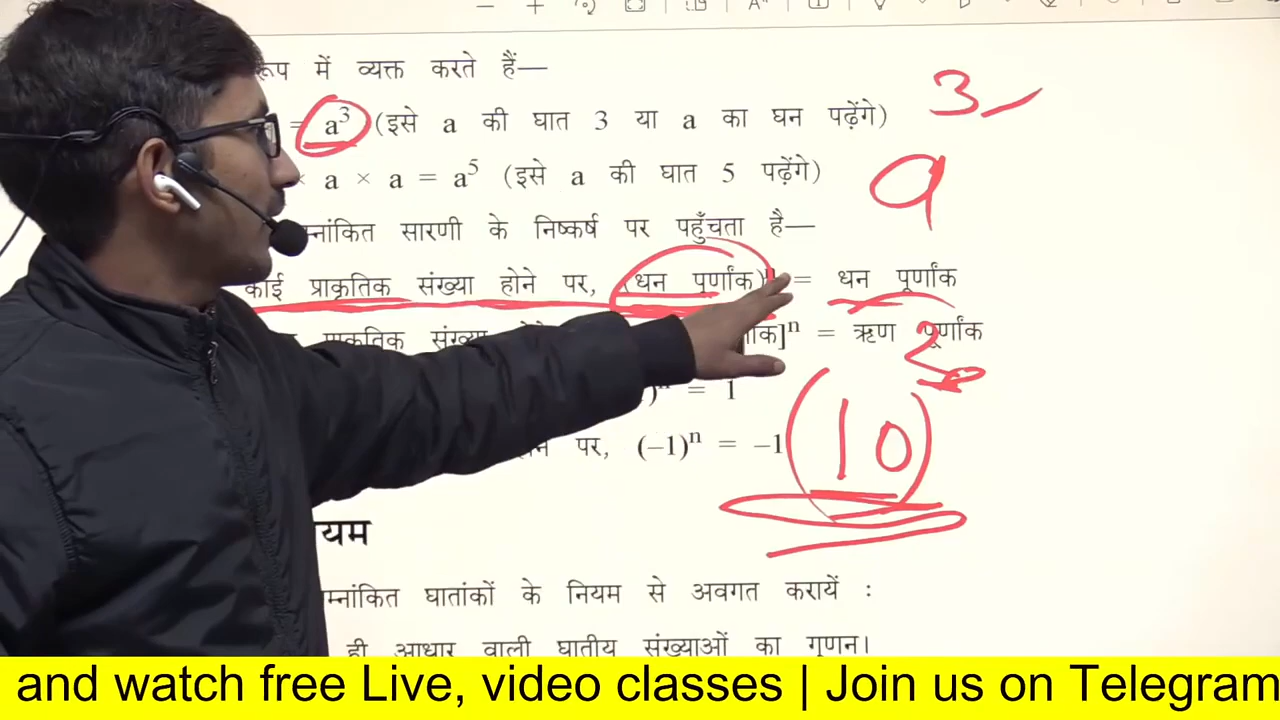 रूप में व्यक्त करते हैं—
= a³ (इसे a की घात 3 या a का घन पढ़ेंगे)
3
× a × a = a⁵ (इसे a की घात 5 पढ़ेंगे)
a
म्नांकित सारणी के निष्कर्ष पर पहुँचता है—
कोई प्राकृतिक संख्या होने पर, (धन पूर्णांक)ⁿ = धन पूर्णांक
प्राकृतिक संख्या ]ⁿ = ऋण पूर्णांक
2
)ⁿ = 1
(10)
पर, (–1)ⁿ = –1
यम
म्नांकित घातांकों के नियम से अवगत करायें :
ही आधार वाली घातीय संख्याओं का गुणन।
and watch free Live, video classes | Join us on Telegram